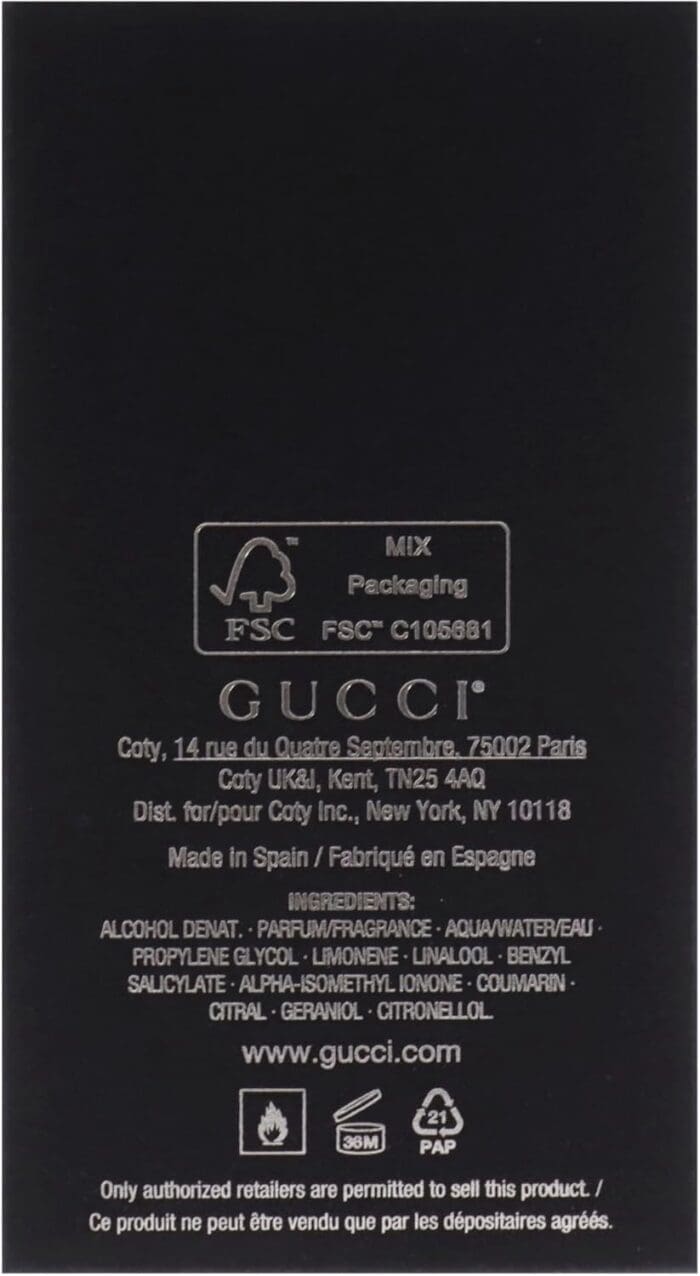 MIX
Packaging
FSC™ FSC™ C105681
GUCCI®
Coty, 14 rue du Quatre Septembre, 75002 Paris
Coty UK&I, Kent, TN25 4AQ
Dist. for/pour Coty Inc., New York, NY 10118
Made in Spain / Fabriqué en Espagne
INGREDIENTS:
ALCOHOL DENAT. · PARFUM/FRAGRANCE · AQUA/WATER/EAU ·
PROPYLENE GLYCOL · LIMONENE · LINALOOL · BENZYL
SALICYLATE · ALPHA-ISOMETHYL IONONE · COUMARIN ·
CITRAL · GERANIOL · CITRONELLOL.
www.gucci.com
36M
21
PAP
Only authorized retailers are permitted to sell this product. /
Ce produit ne peut être vendu que par les dépositaires agréés.